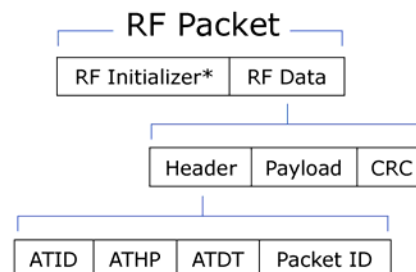 RF Packet
RF Initializer* RF Data
Header Payload CRC
ATID ATHP ATDT Packet ID